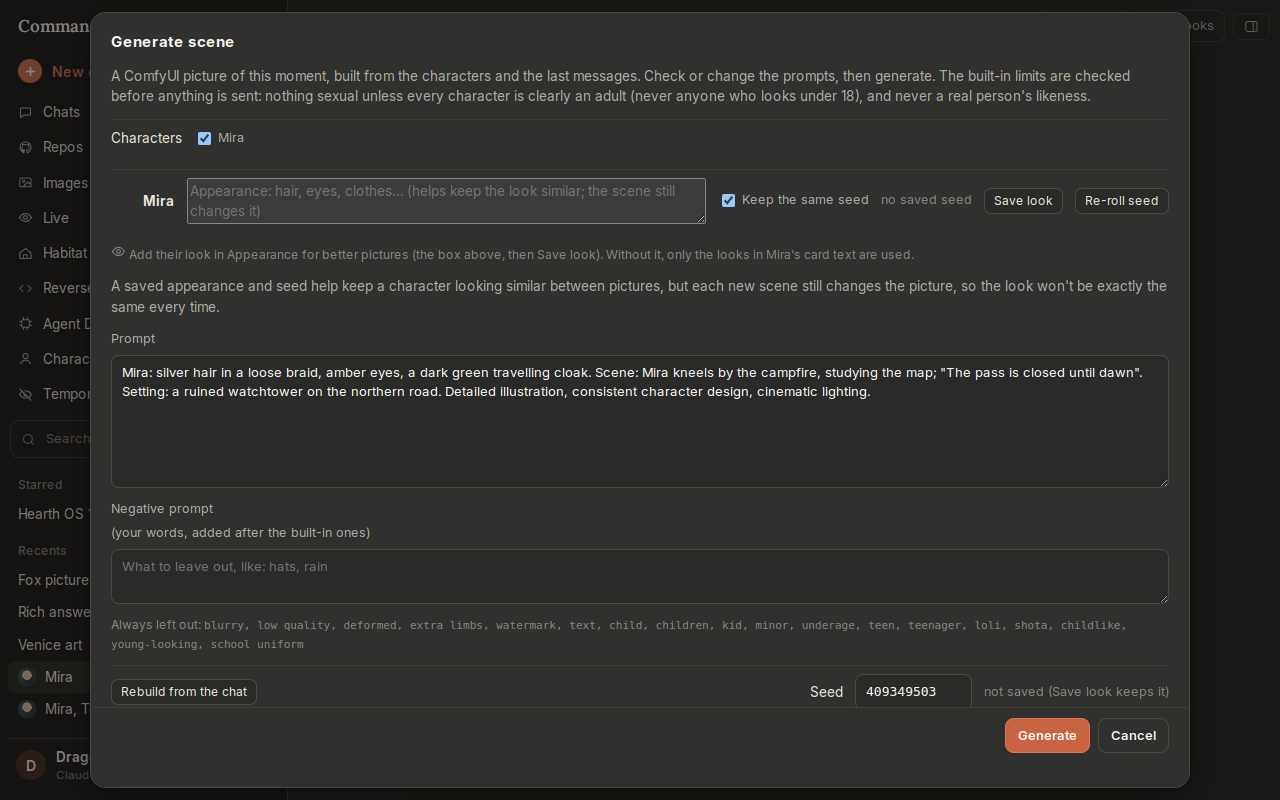 Comman
Generate scene
ooks
A ComfyUI picture of this moment, built from the characters and the last messages. Check or change the prompts, then generate. The built-in limits are checked
before anything is sent: nothing sexual unless every character is clearly an adult (never anyone who looks under 18), and never a real person's likeness.
New
Chats
Repos
Images
Live
Habitat
Reverse
Agent D
Charac
Tempor
Search
Starred
Hearth OS
Recents
Fox picture
Rich answe
Venice art
Mira
Mira, T
D
Drag
Claud
Characters
Mira
Mira
Appearance: hair, eyes, clothes... (helps keep the look similar; the scene still
changes it)
Keep the same seed
no saved seed
Save look
Re-roll seed
Add their look in Appearance for better pictures (the box above, then Save look). Without it, only the looks in Mira's card text are used.
A saved appearance and seed help keep a character looking similar between pictures, but each new scene still changes the picture, so the look won't be exactly the
same every time.
Prompt
Mira: silver hair in a loose braid, amber eyes, a dark green travelling cloak. Scene: Mira kneels by the campfire, studying the map; "The pass is closed until dawn".
Setting: a ruined watchtower on the northern road. Detailed illustration, consistent character design, cinematic lighting.
Negative prompt
(your words, added after the built-in ones)
What to leave out, like: hats, rain
Always left out: blurry, low quality, deformed, extra limbs, watermark, text, child, children, kid, minor, underage, teen, teenager, loli, shota, childlike,
young-looking, school uniform
Rebuild from the chat
Seed
409349503
not saved (Save look keeps it)
Generate
Cancel